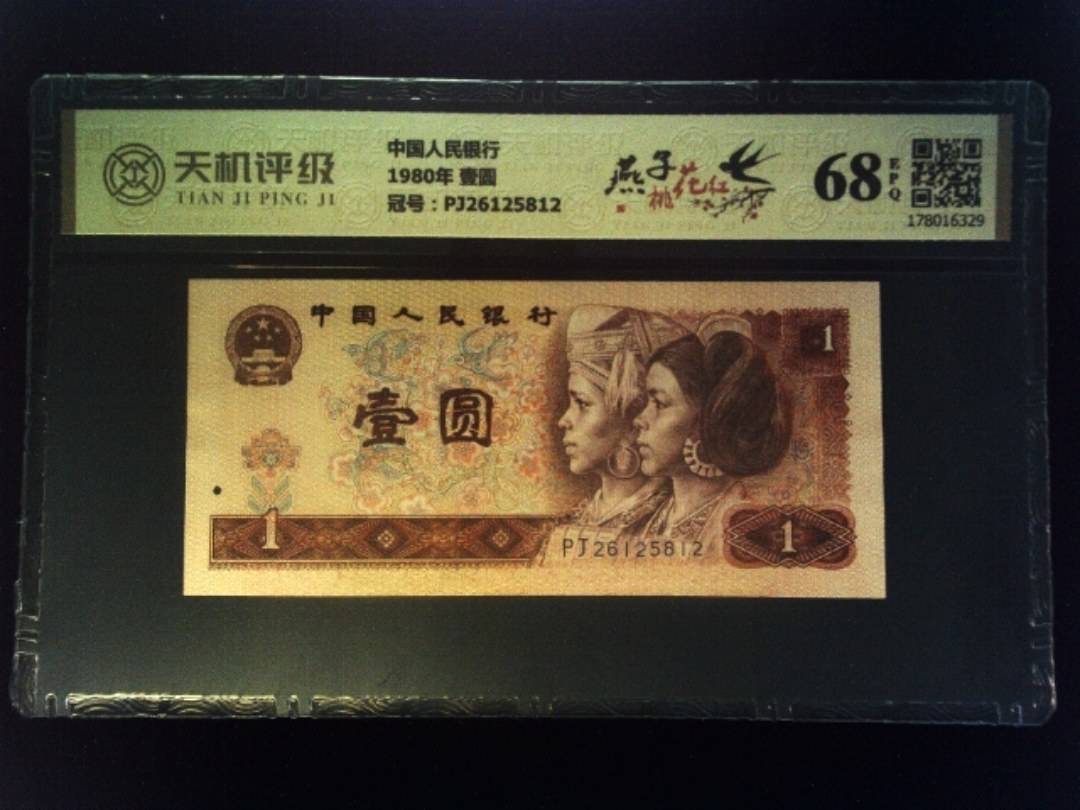 天机评级
TIAN JI PING JI
中国人民银行
1980年 壹圆
冠号：PJ26125812
燕子
桃花红
68
EPQ
178016329
中国人民银行
壹圆
1
1
PJ26125812
1